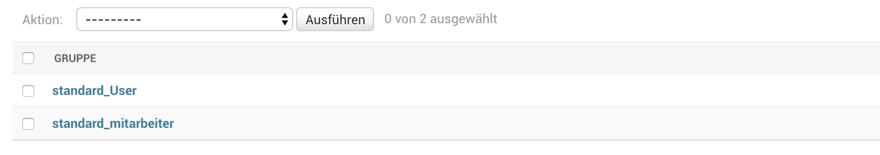 Aktion: --------- Ausführen 0 von 2 ausgewählt
GRUPPE
standard_User
standard_mitarbeiter